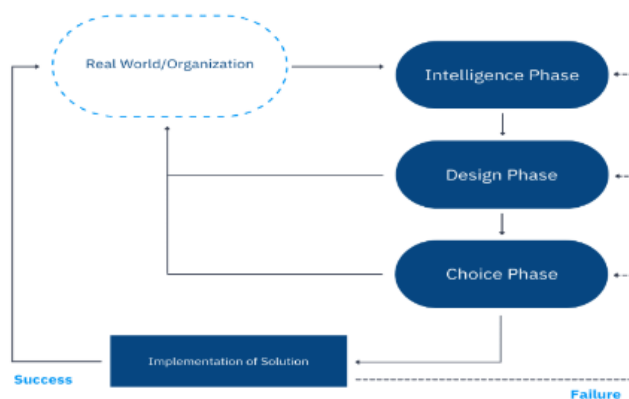 Real World/Organization
Intelligence Phase
Design Phase
Choice Phase
Implementation of Solution
Success
Failure